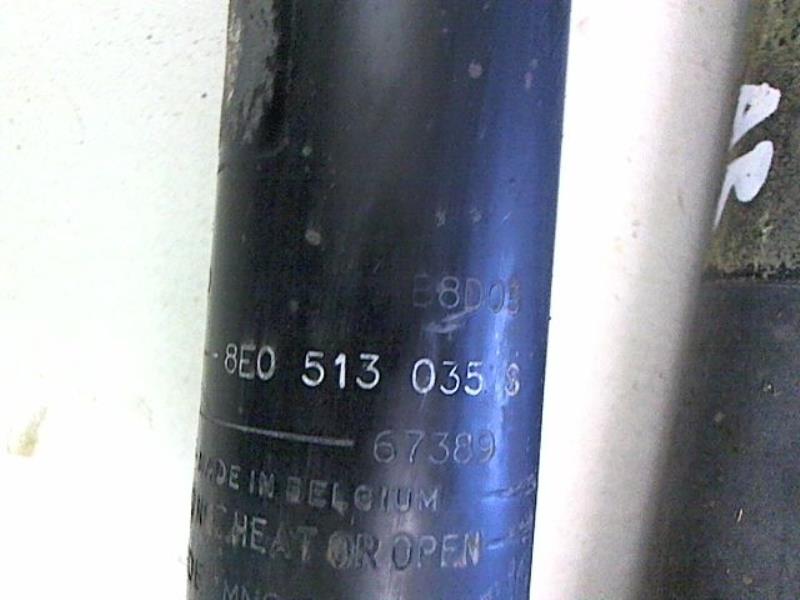 B8D03
8E0 513 035 S
67389
MADE IN BELGIUM
HEAT OR OPEN